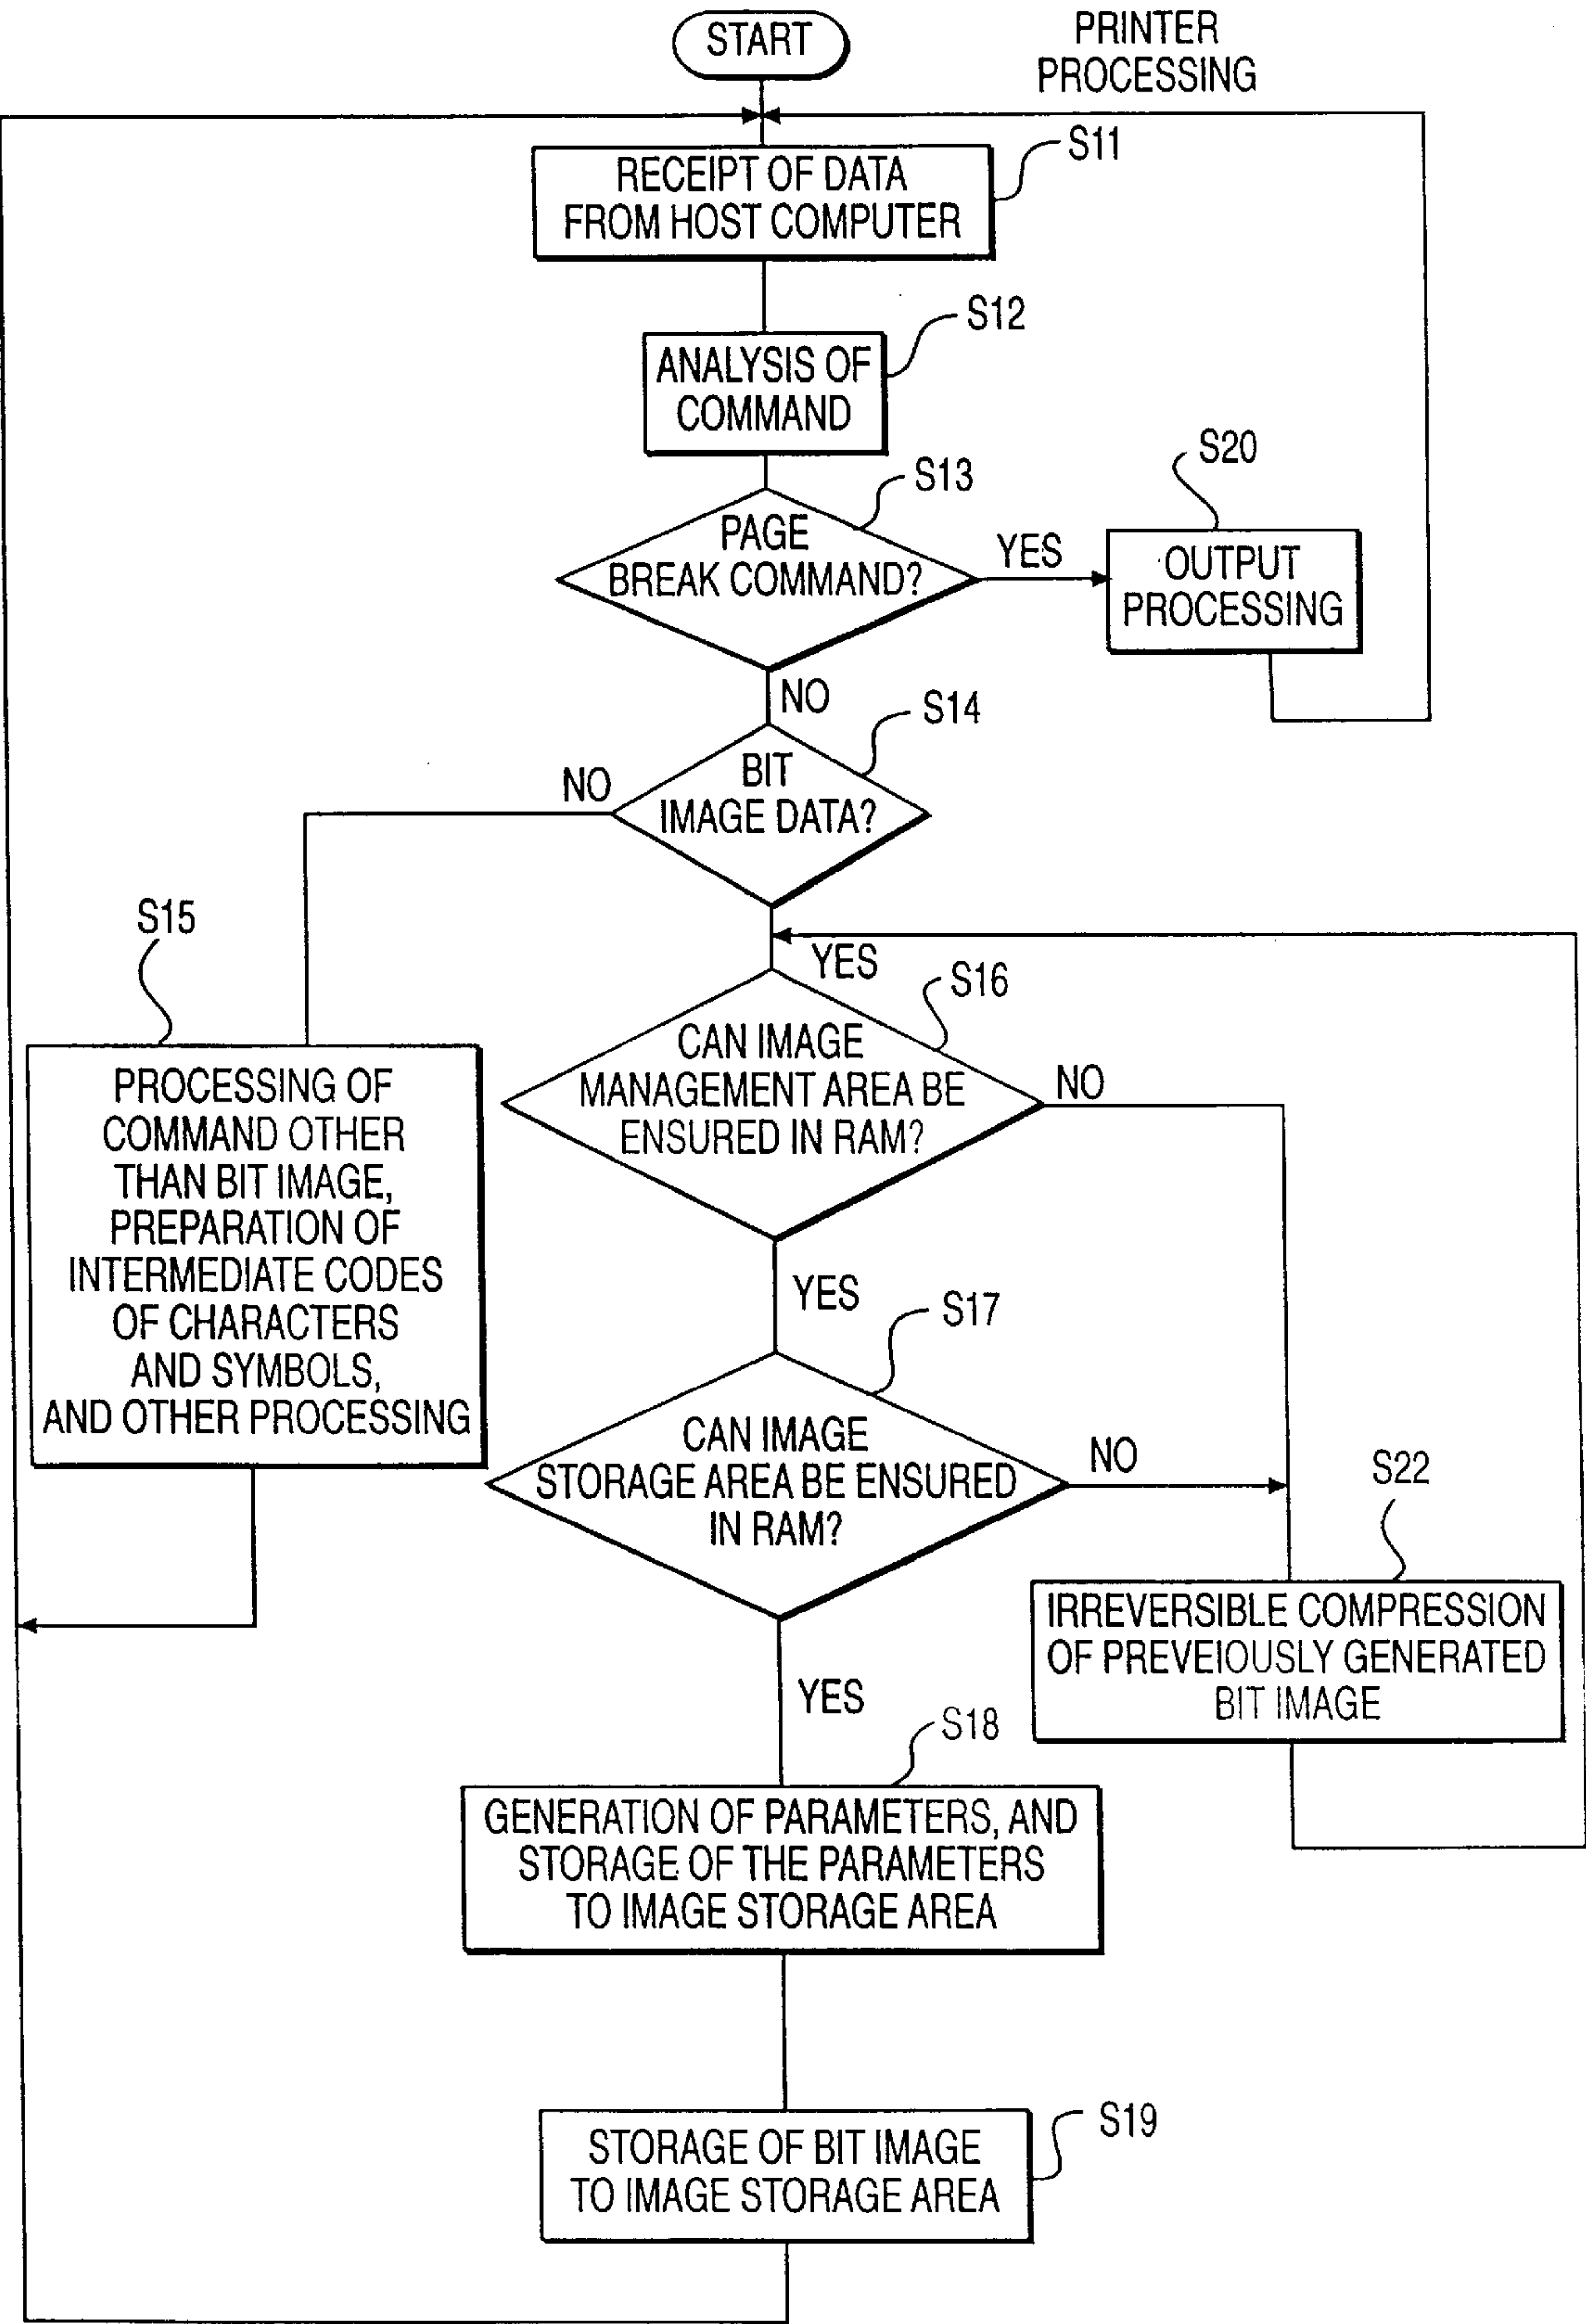 START
PRINTER
PROCESSING
S11
RECEIPT OF DATA
FROM HOST COMPUTER
S12
ANALYSIS OF
COMMAND
S13
PAGE
BREAK COMMAND?
YES
S20
OUTPUT
PROCESSING
NO
S14
BIT
IMAGE DATA?
NO
S15
PROCESSING OF
COMMAND OTHER
THAN BIT IMAGE,
PREPARATION OF
INTERMEDIATE CODES
OF CHARACTERS
AND SYMBOLS,
AND OTHER PROCESSING
YES
S16
CAN IMAGE
MANAGEMENT AREA BE
ENSURED IN RAM?
NO
YES
S17
CAN IMAGE
STORAGE AREA BE ENSURED
IN RAM?
NO
S22
IRREVERSIBLE COMPRESSION
OF PREVEIOUSLY GENERATED
BIT IMAGE
YES
S18
GENERATION OF PARAMETERS, AND
STORAGE OF THE PARAMETERS
TO IMAGE STORAGE AREA
S19
STORAGE OF BIT IMAGE
TO IMAGE STORAGE AREA